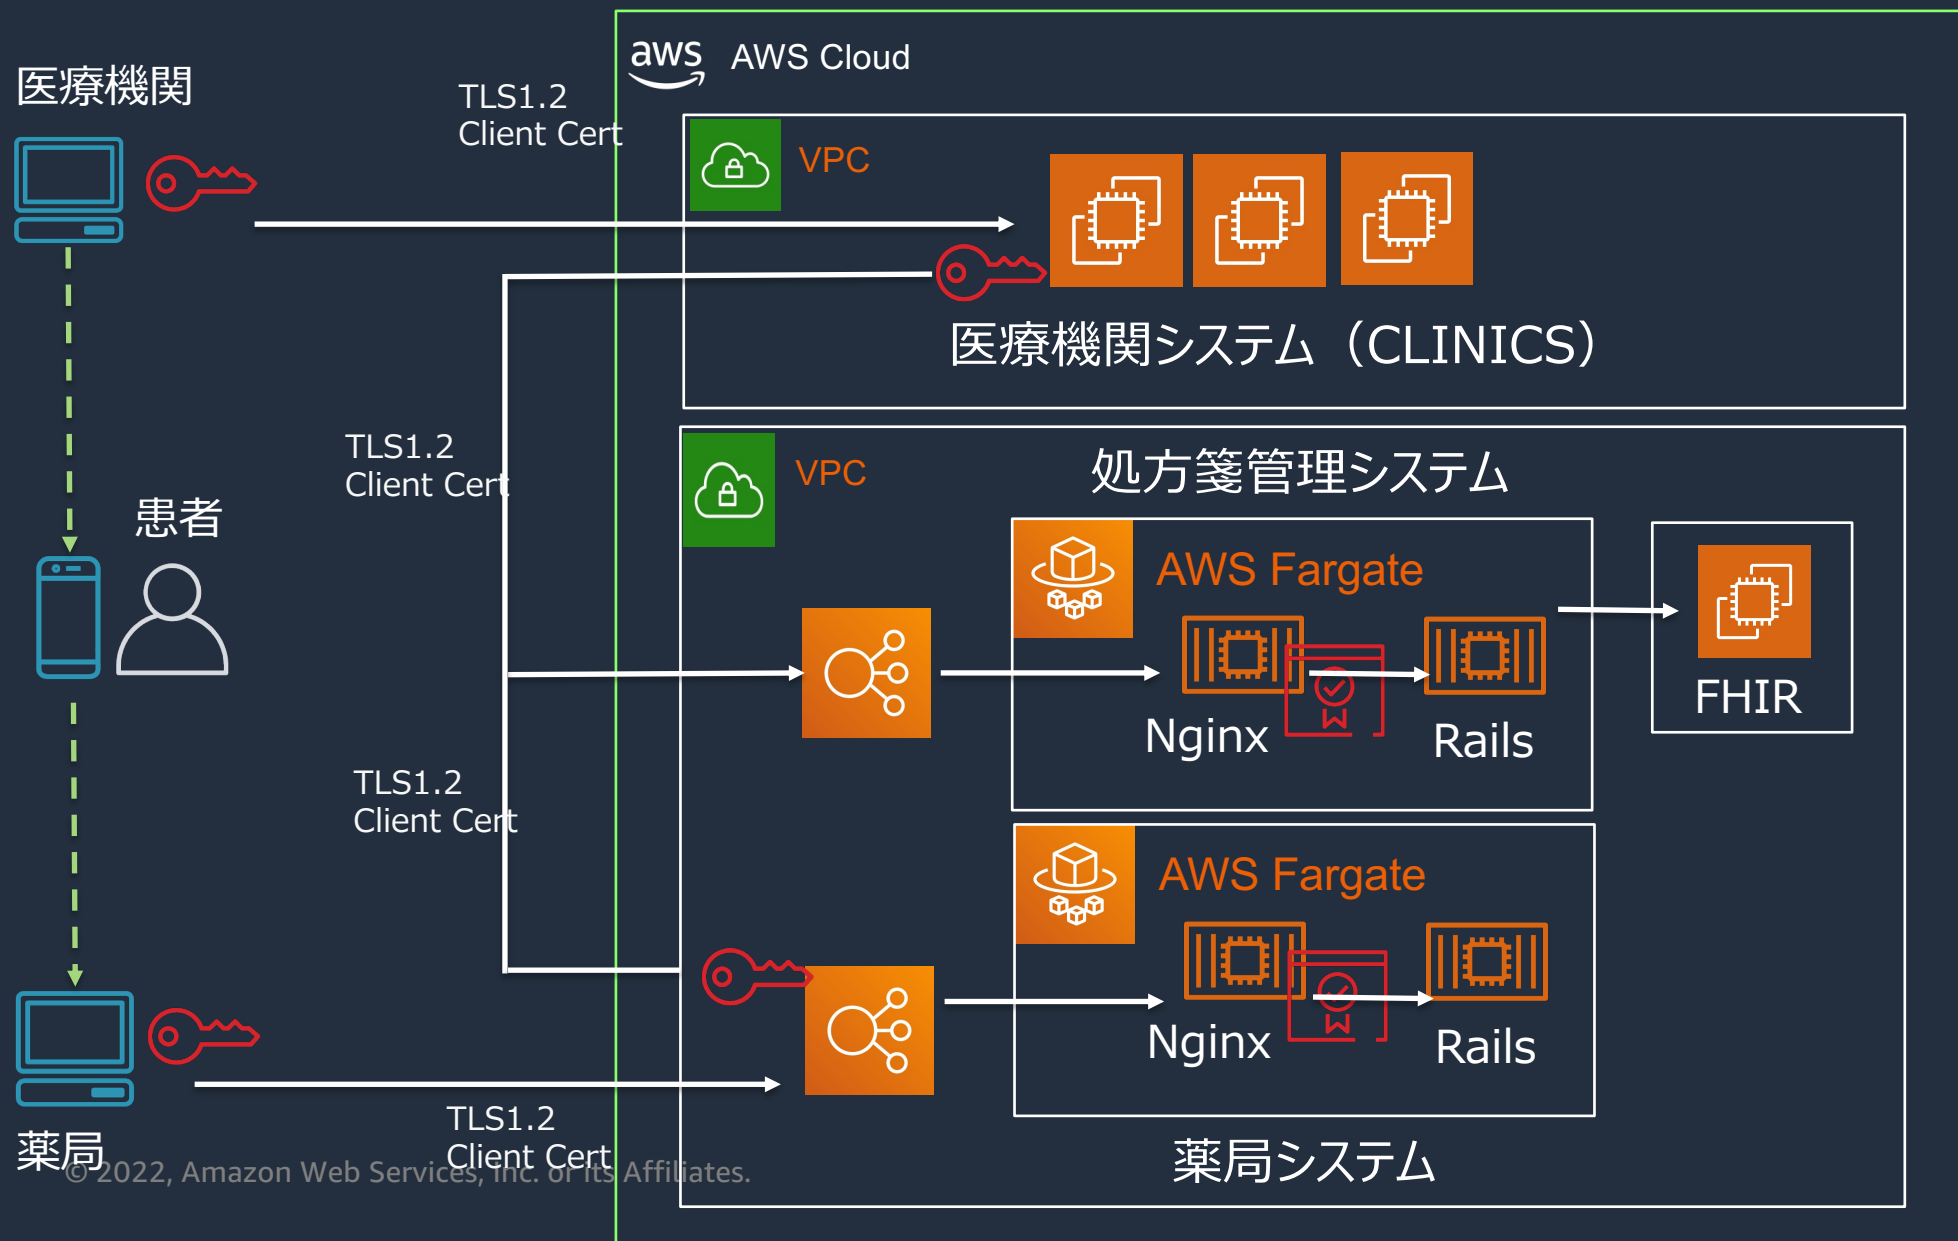 aws AWS Cloud
医療機関
TLS1.2
Client Cert
VPC
医療機関システム（CLINICS）
TLS1.2
Client Cert
VPC
処方箋管理システム
患者
AWS Fargate
Nginx
Rails
FHIR
TLS1.2
Client Cert
AWS Fargate
Nginx
Rails
TLS1.2
Client Cert
薬局
薬局システム
© 2022, Amazon Web Services, Inc. or its Affiliates.